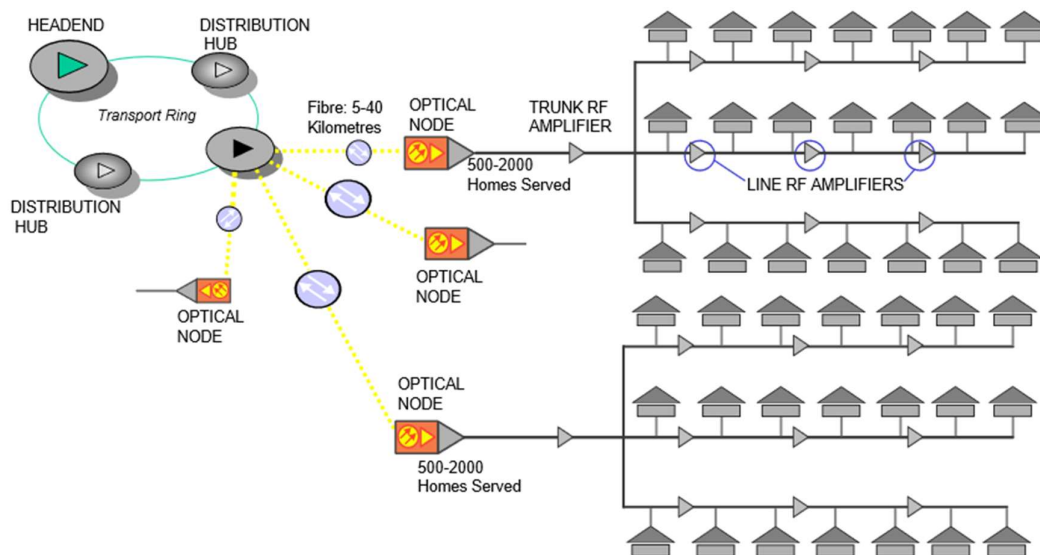 HEADEND
DISTRIBUTION
HUB
Transport Ring
Fibre: 5-40
Kilometres
OPTICAL
NODE
TRUNK RF
AMPLIFIER
500-2000
Homes Served
LINE RF AMPLIFIERS
DISTRIBUTION
HUB
OPTICAL
NODE
OPTICAL
NODE
OPTICAL
NODE
500-2000
Homes Served